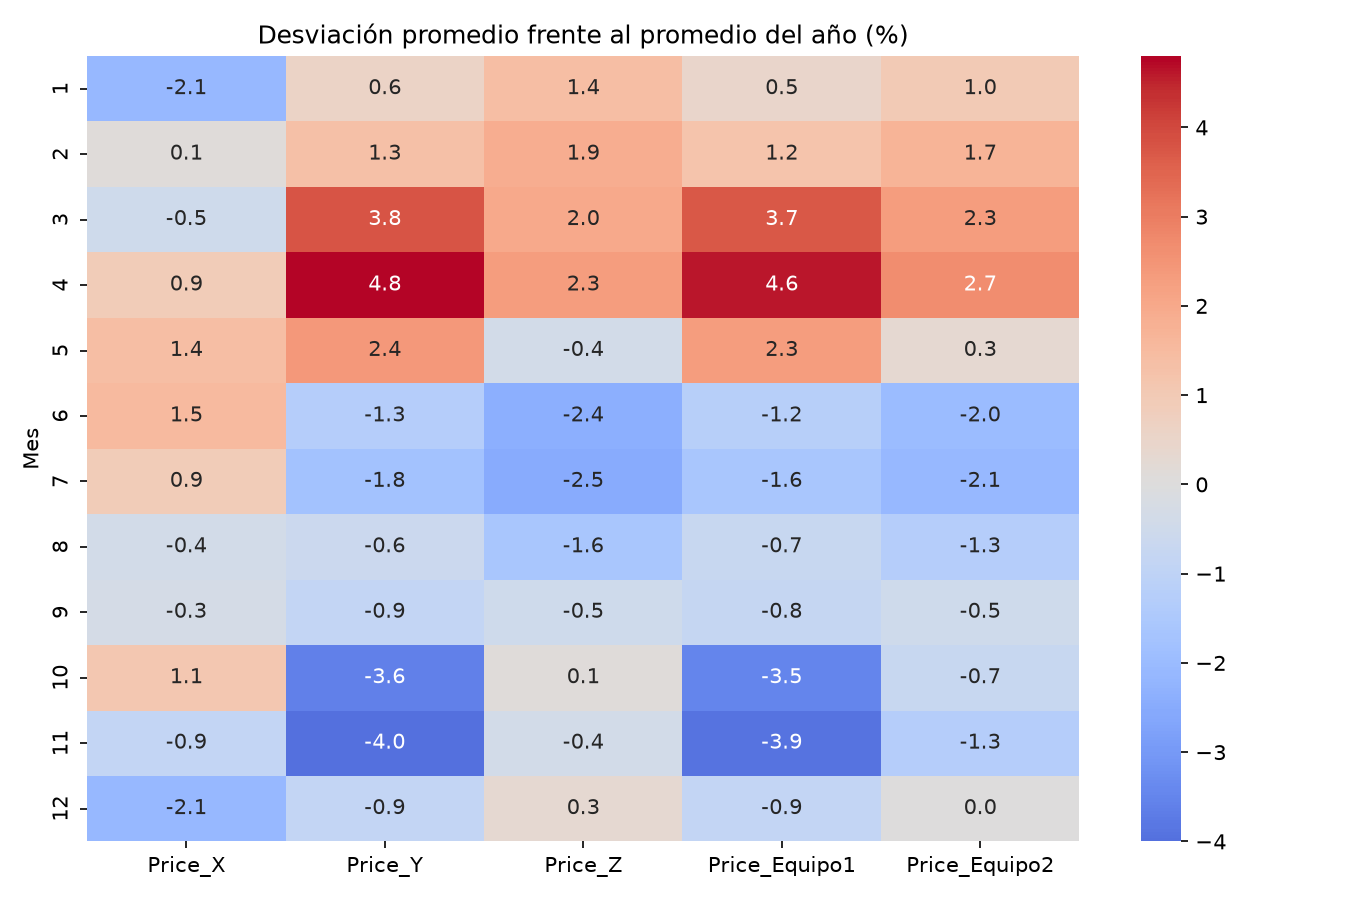 Desviación promedio frente al promedio del año (%)
1 -2.1 0.6 1.4 0.5 1.0
2 0.1 1.3 1.9 1.2 1.7
3 -0.5 3.8 2.0 3.7 2.3
4 0.9 4.8 2.3 4.6 2.7
5 1.4 2.4 -0.4 2.3 0.3
6 1.5 -1.3 -2.4 -1.2 -2.0
7 0.9 -1.8 -2.5 -1.6 -2.1
8 -0.4 -0.6 -1.6 -0.7 -1.3
9 -0.3 -0.9 -0.5 -0.8 -0.5
10 1.1 -3.6 0.1 -3.5 -0.7
11 -0.9 -4.0 -0.4 -3.9 -1.3
12 -2.1 -0.9 0.3 -0.9 0.0
Mes
Price_X Price_Y Price_Z Price_Equipo1 Price_Equipo2
4
3
2
1
0
−1
−2
−3
−4